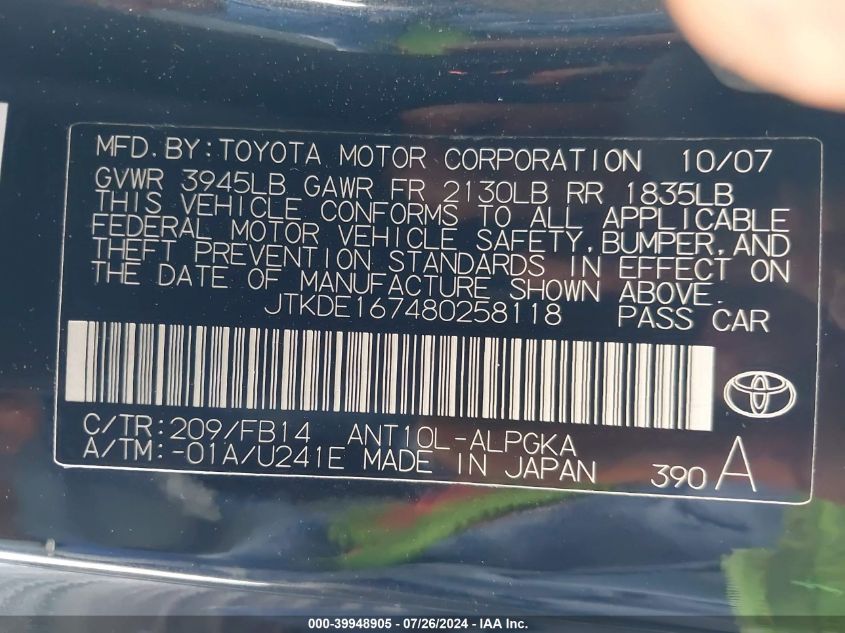 MFD. BY: TOYOTA MOTOR CORPORATION 10/07
GVWR 3945LB GAWR FR 2130LB RR 1835LB
THIS VEHICLE CONFORMS TO ALL APPLICABLE
FEDERAL MOTOR VEHICLE SAFETY, BUMPER, AND
THEFT PREVENTION STANDARDS IN EFFECT ON
THE DATE OF MANUFACTURE SHOWN ABOVE.
JTKDE167480258118 PASS CAR
C/TR: 209/FB14 ANT10L-ALPGKA
A/TM: -01A/U241E MADE IN JAPAN 390 A
000-39948905 - 07/26/2024 - IAA Inc.